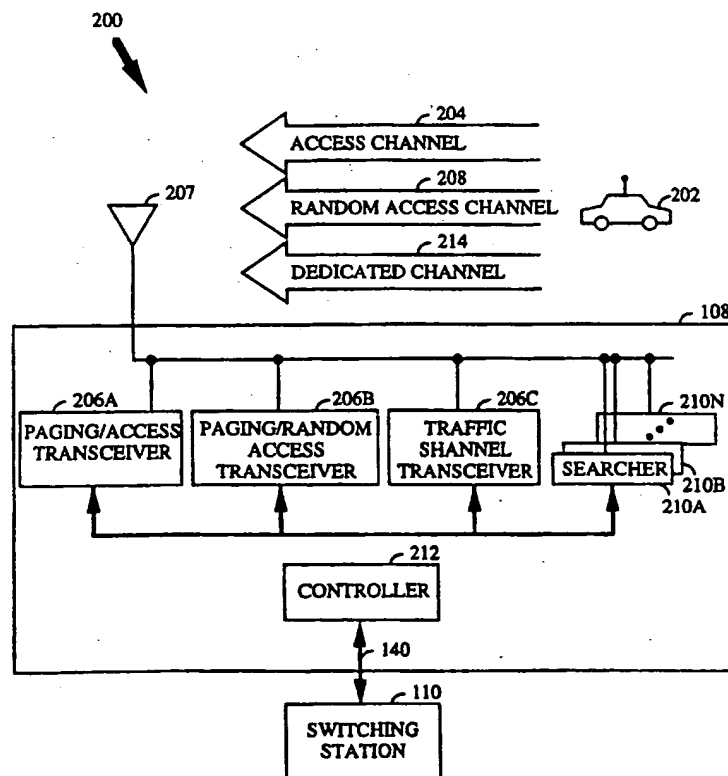 200
204
ACCESS CHANNEL
207
208
RANDOM ACCESS CHANNEL
202
214
DEDICATED CHANNEL
108
206A
PAGING/ACCESS
TRANSCEIVER
206B
PAGING/RANDOM
ACCESS
TRANSCEIVER
206C
TRAFFIC
SHANNEL
TRANSCEIVER
210N
SEARCHER
210B
210A
212
CONTROLLER
140
110
SWITCHING
STATION